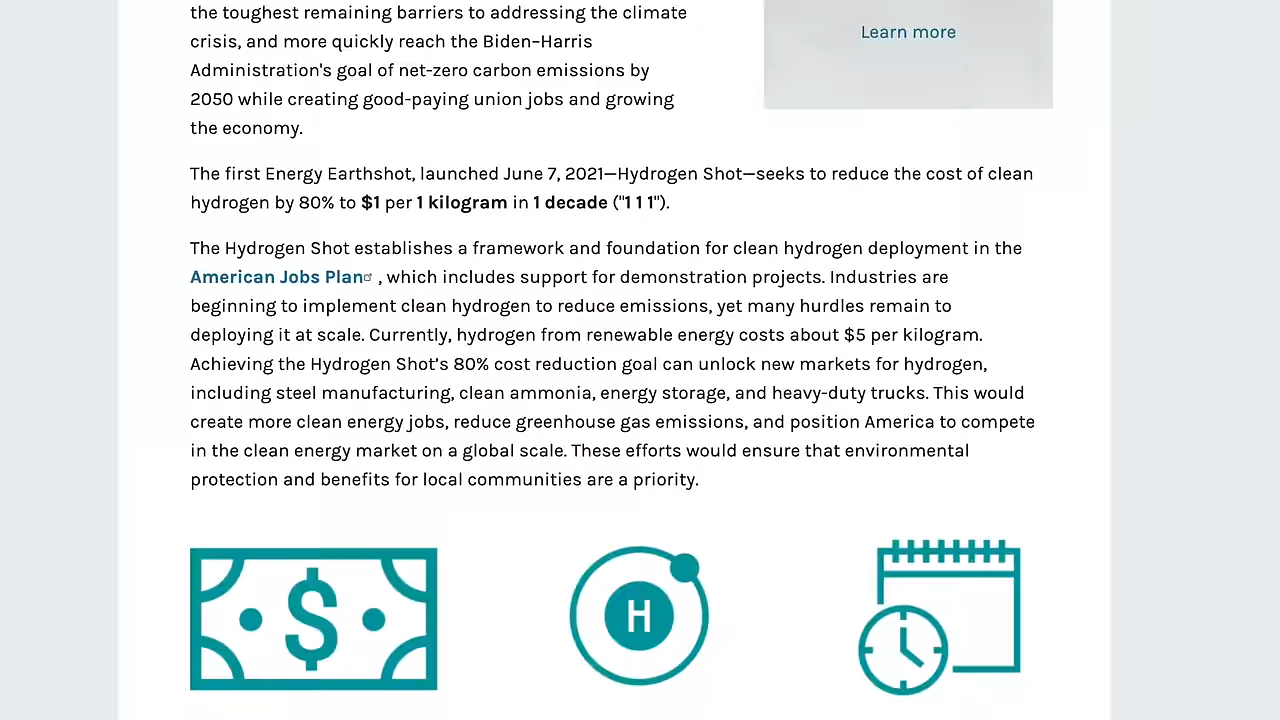 the toughest remaining barriers to addressing the climate
crisis, and more quickly reach the Biden–Harris
Administration's goal of net-zero carbon emissions by
2050 while creating good-paying union jobs and growing
the economy.
Learn more
The first Energy Earthshot, launched June 7, 2021—Hydrogen Shot—seeks to reduce the cost of clean
hydrogen by 80% to $1 per 1 kilogram in 1 decade ("1 1 1").
The Hydrogen Shot establishes a framework and foundation for clean hydrogen deployment in the
American Jobs Plan , which includes support for demonstration projects. Industries are
beginning to implement clean hydrogen to reduce emissions, yet many hurdles remain to
deploying it at scale. Currently, hydrogen from renewable energy costs about $5 per kilogram.
Achieving the Hydrogen Shot's 80% cost reduction goal can unlock new markets for hydrogen,
including steel manufacturing, clean ammonia, energy storage, and heavy-duty trucks. This would
create more clean energy jobs, reduce greenhouse gas emissions, and position America to compete
in the clean energy market on a global scale. These efforts would ensure that environmental
protection and benefits for local communities are a priority.
$
H